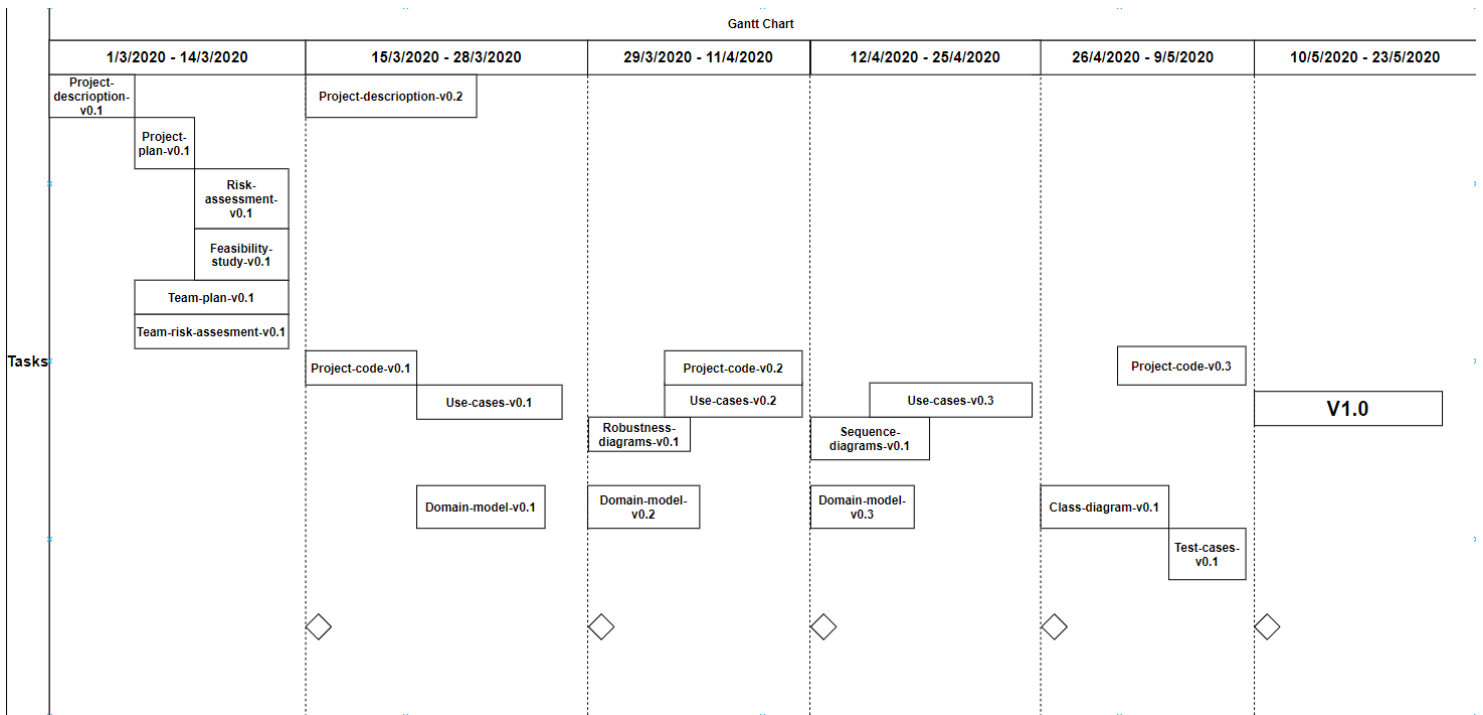 Gantt Chart
1/3/2020 - 14/3/2020
15/3/2020 - 28/3/2020
29/3/2020 - 11/4/2020
12/4/2020 - 25/4/2020
26/4/2020 - 9/5/2020
10/5/2020 - 23/5/2020
Project-
descrioption-
v0.1
Project-descrioption-v0.2
Project-
plan-v0.1
Risk-
assessment-
v0.1
Feasibility-
study-v0.1
Team-plan-v0.1
Team-risk-assesment-v0.1
Tasks
Project-code-v0.1
Project-code-v0.2
Project-code-v0.3
Use-cases-v0.1
Use-cases-v0.2
Use-cases-v0.3
V1.0
Robustness-
diagrams-v0.1
Sequence-
diagrams-v0.1
Domain-model-v0.1
Domain-model-
v0.2
Domain-model-
v0.3
Class-diagram-v0.1
Test-cases-
v0.1